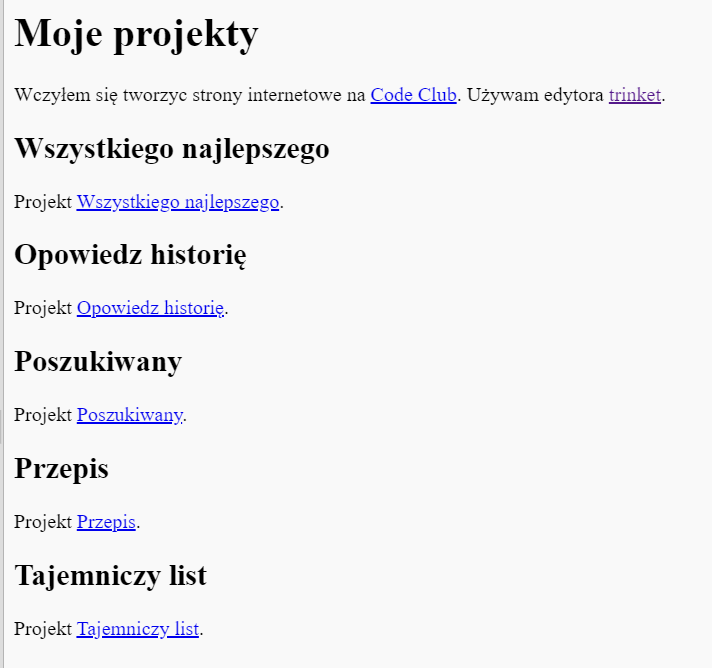 Moje projekty
Wczyłem się tworzyc strony internetowe na Code Club. Używam edytora trinket.
Wszystkiego najlepszego
Projekt Wszystkiego najlepszego.
Opowiedz historię
Projekt Opowiedz historię.
Poszukiwany
Projekt Poszukiwany.
Przepis
Projekt Przepis.
Tajemniczy list
Projekt Tajemniczy list.